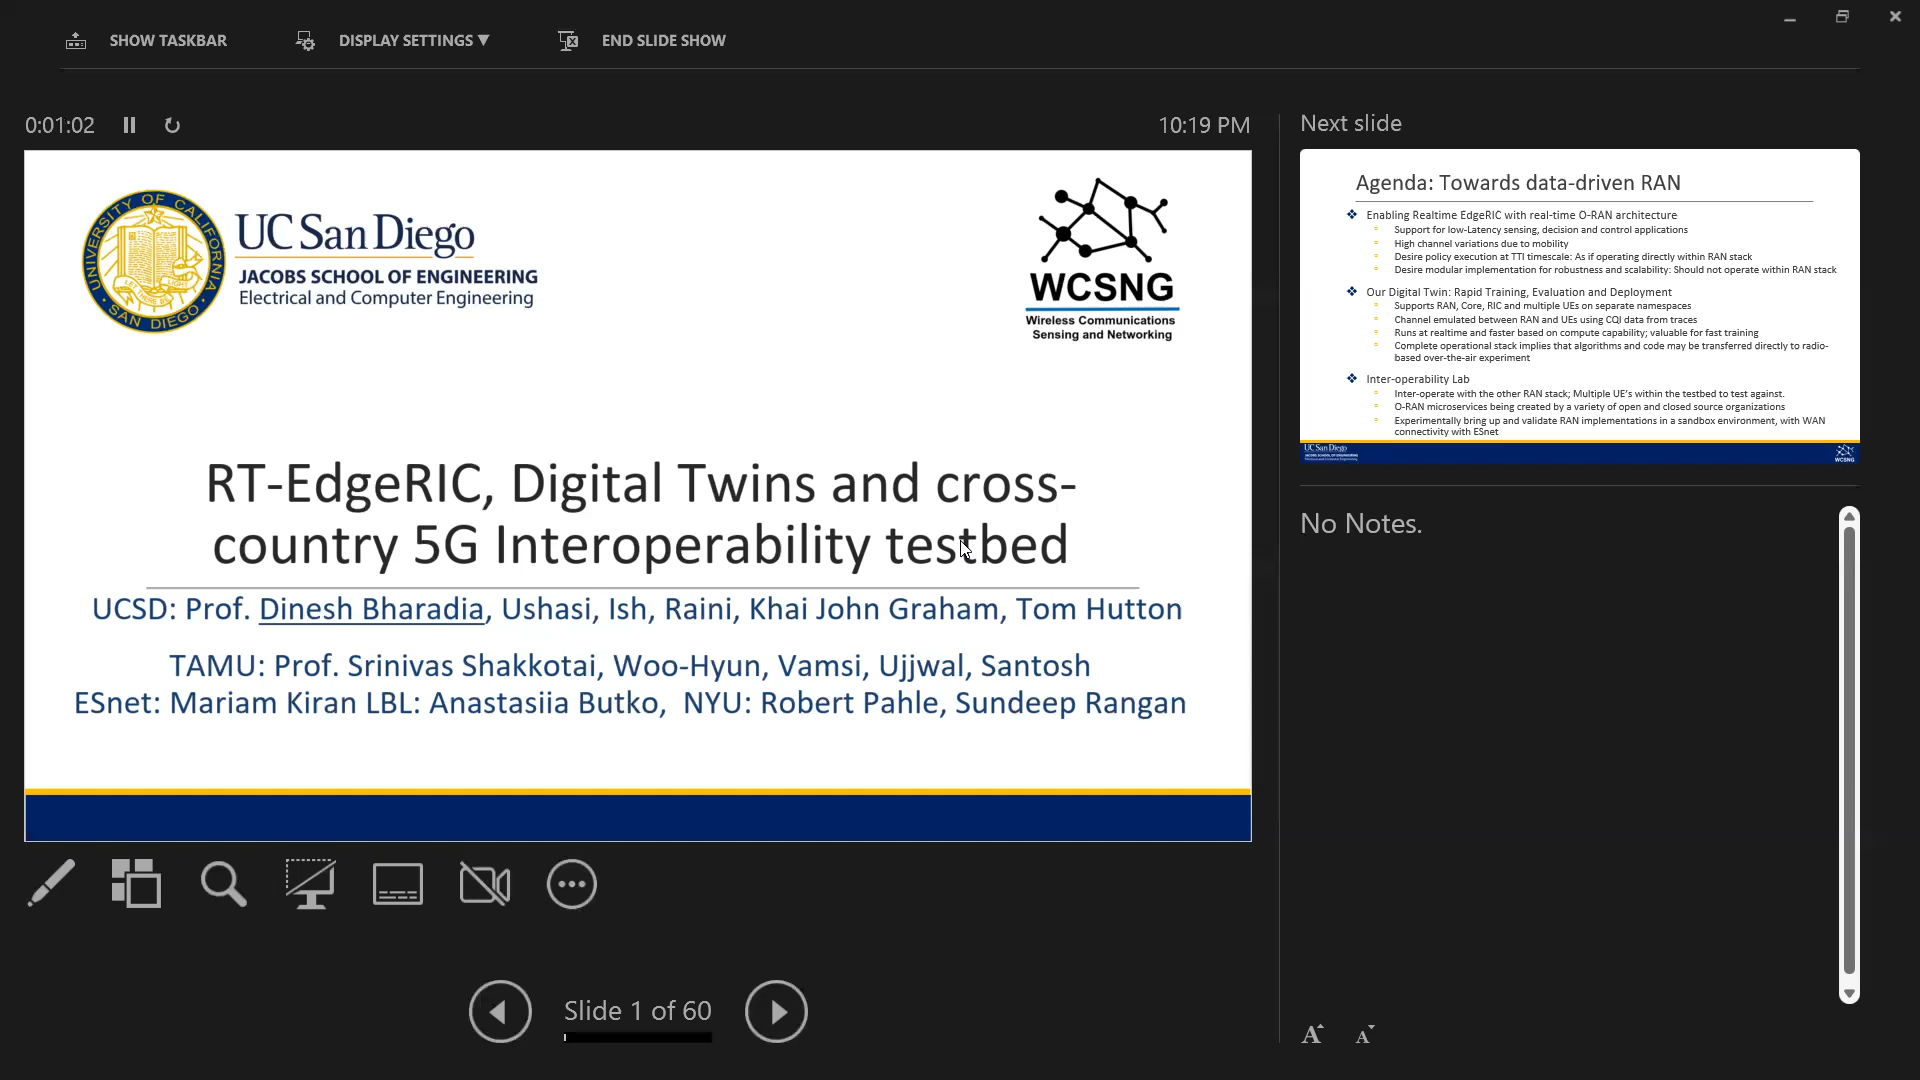 SHOW TASKBAR
DISPLAY SETTINGS ▼
END SLIDE SHOW
0:01:02
10:19 PM
UNIVERSITY OF CALIFORNIA
SAN DIEGO
UC San Diego
JACOBS SCHOOL OF ENGINEERING
Electrical and Computer Engineering
WCSNG
Wireless Communications
Sensing and Networking
RT-EdgeRIC, Digital Twins and cross-
country 5G Interoperability testbed
UCSD: Prof. Dinesh Bharadia, Ushasi, Ish, Raini, Khai John Graham, Tom Hutton
TAMU: Prof. Srinivas Shakkotai, Woo-Hyun, Vamsi, Ujjwal, Santosh
ESnet: Mariam Kiran LBL: Anastasiia Butko, NYU: Robert Pahle, Sundeep Rangan
Slide 1 of 60
Next slide
Agenda: Towards data-driven RAN
Enabling Realtime EdgeRIC with real-time O-RAN architecture
Support for low-Latency sensing, decision and control applications
High channel variations due to mobility
Desire policy execution at TTI timescale: As if operating directly within RAN stack
Desire modular implementation for robustness and scalability: Should not operate within RAN stack
Our Digital Twin: Rapid Training, Evaluation and Deployment
Supports RAN, Core, RIC and multiple UEs on separate namespaces
Channel emulated between RAN and UEs using CQI data from traces
Runs at realtime and faster based on compute capability; valuable for fast training
Complete operational stack implies that algorithms and code may be transferred directly to radio-
based over-the-air experiment
Inter-operability Lab
Inter-operate with the other RAN stack; Multiple UE's within the testbed to test against.
O-RAN microservices being created by a variety of open and closed source organizations
Experimentally bring up and validate RAN implementations in a sandbox environment, with WAN
connectivity with ESnet
UC San Diego
WCSNG
No Notes.
A A